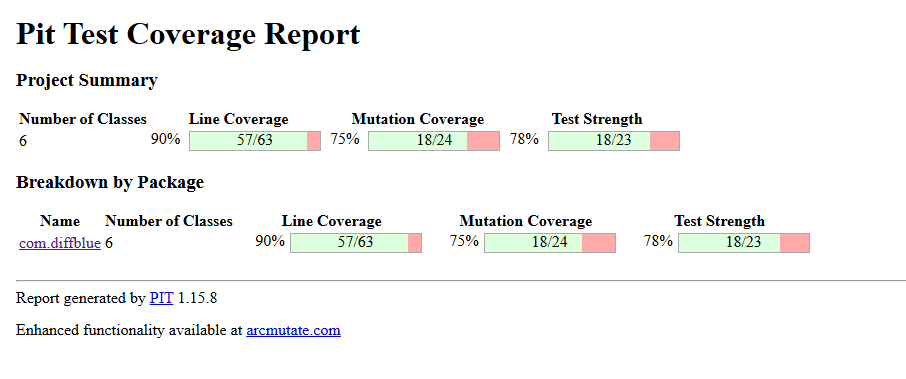 Pit Test Coverage Report
Project Summary
Number of Classes Line Coverage Mutation Coverage Test Strength
6 90% 57/63 75% 18/24 78% 18/23
Breakdown by Package
Name Number of Classes Line Coverage Mutation Coverage Test Strength
com.diffblue 6 90% 57/63 75% 18/24 78% 18/23
Report generated by PIT 1.15.8
Enhanced functionality available at arcmutate.com